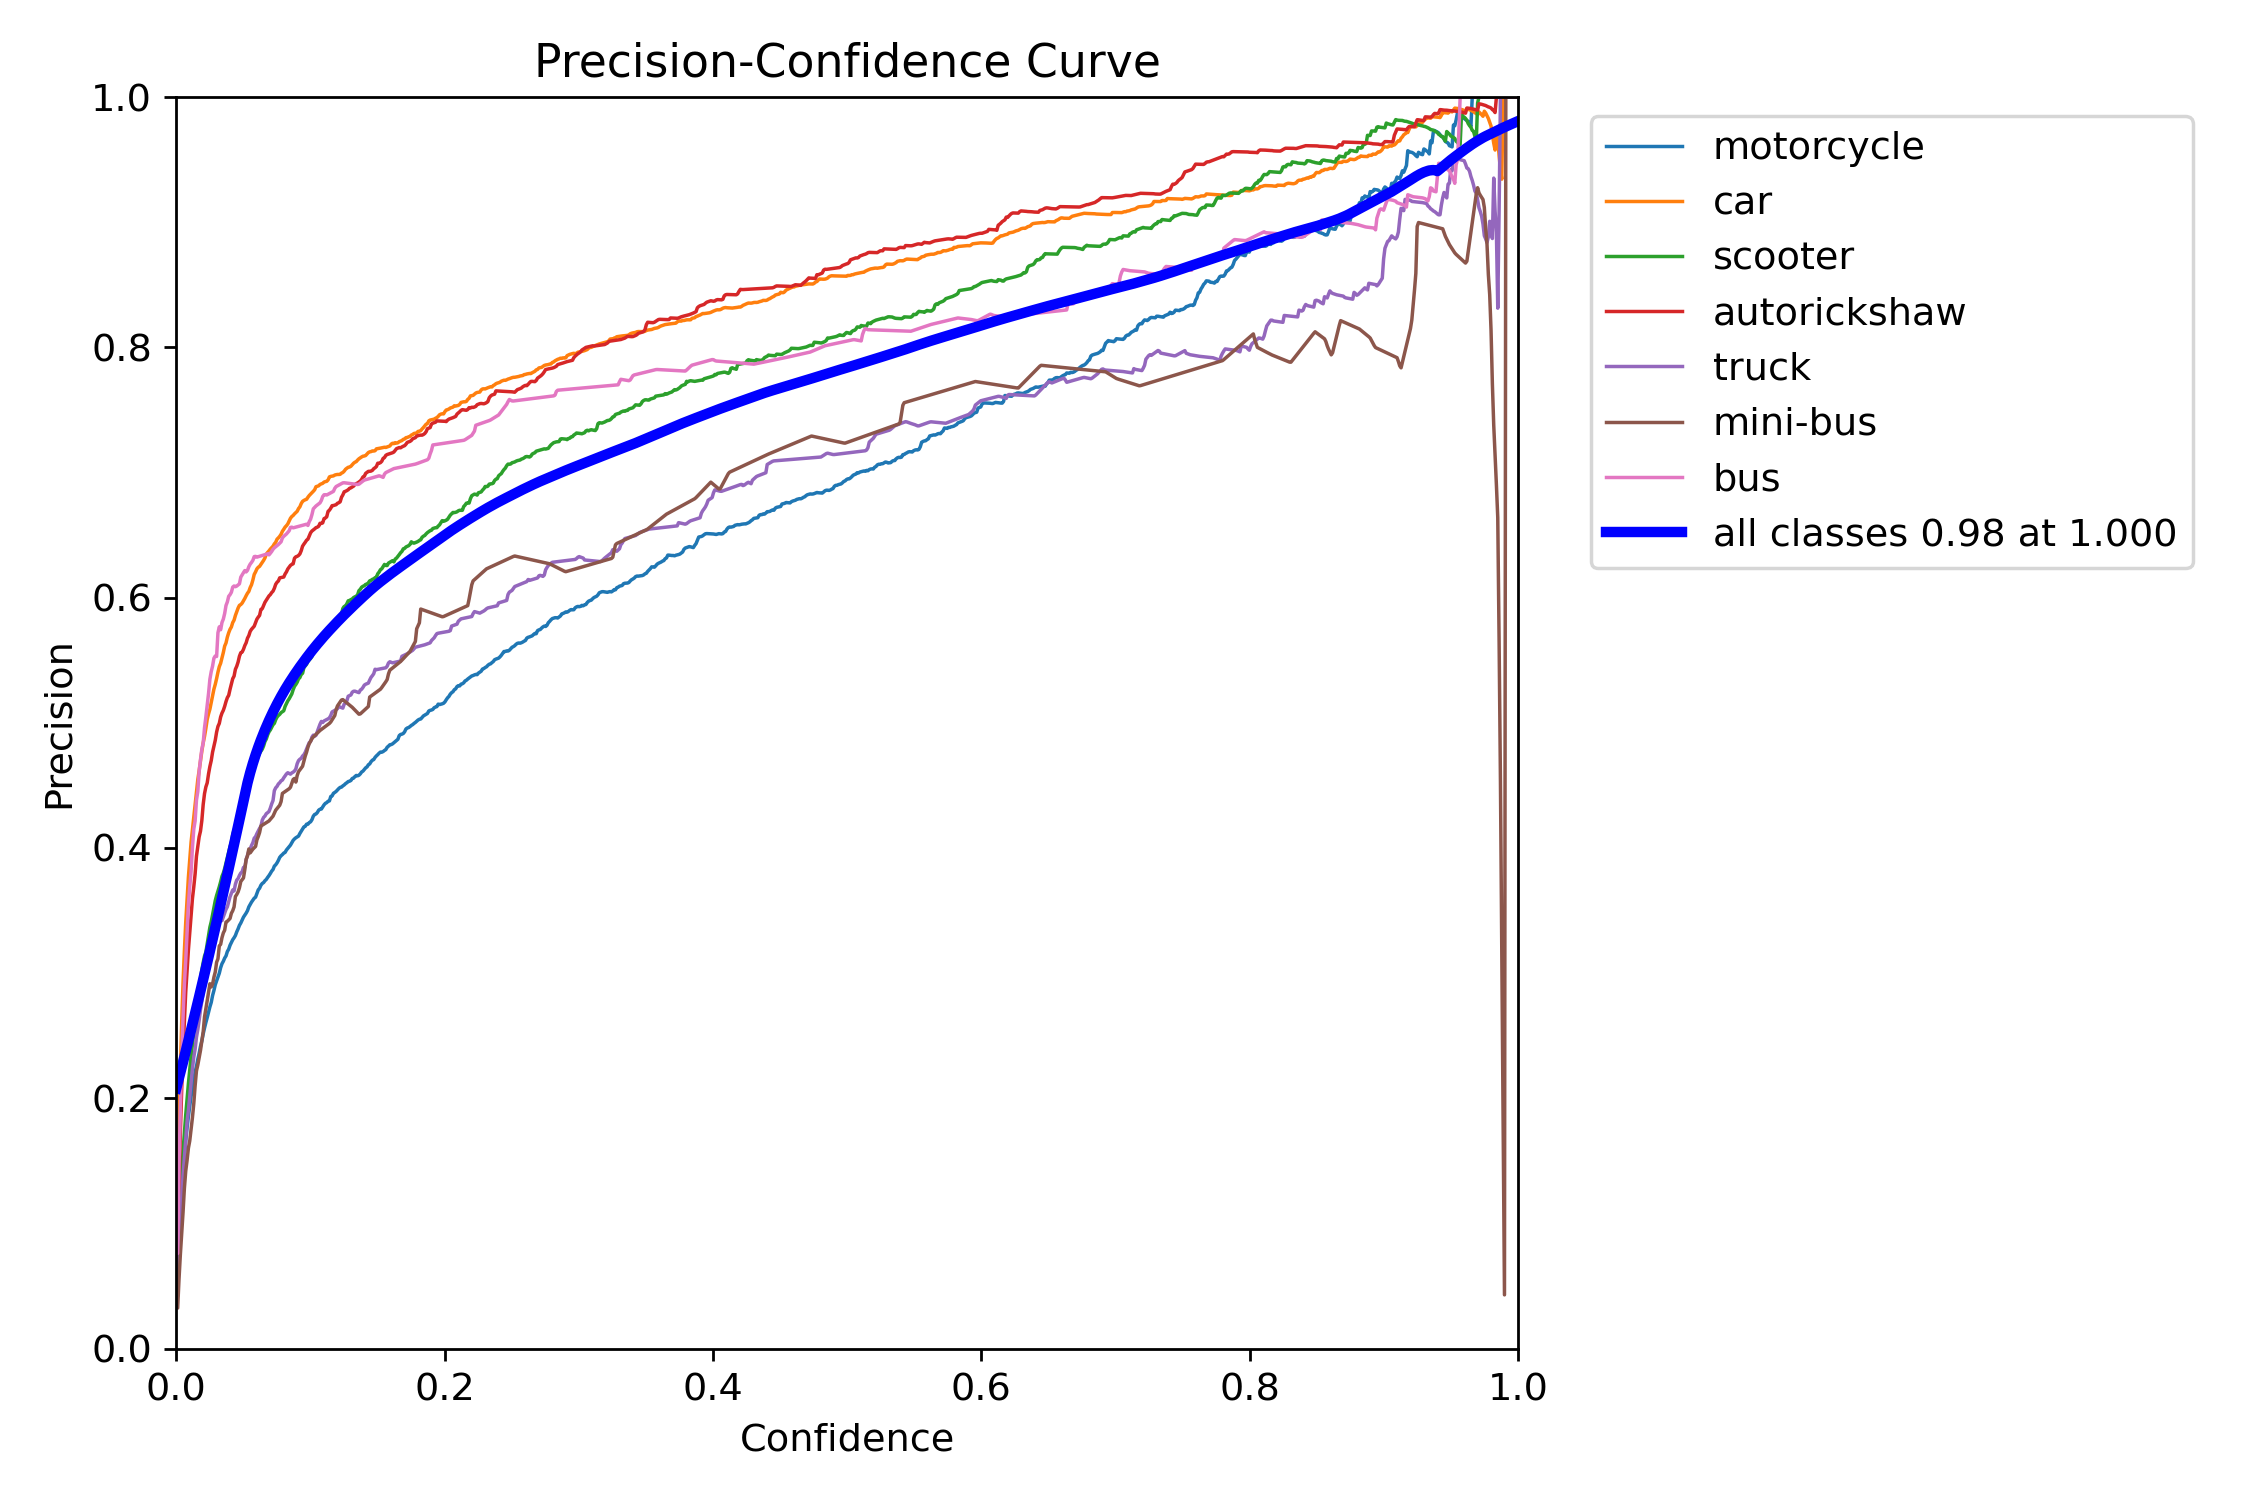 Precision-Confidence Curve
1.0
0.8
0.6
0.4
0.2
0.0
Precision
0.0 0.2 0.4 0.6 0.8 1.0
Confidence
motorcycle
car
scooter
autorickshaw
truck
mini-bus
bus
all classes 0.98 at 1.000